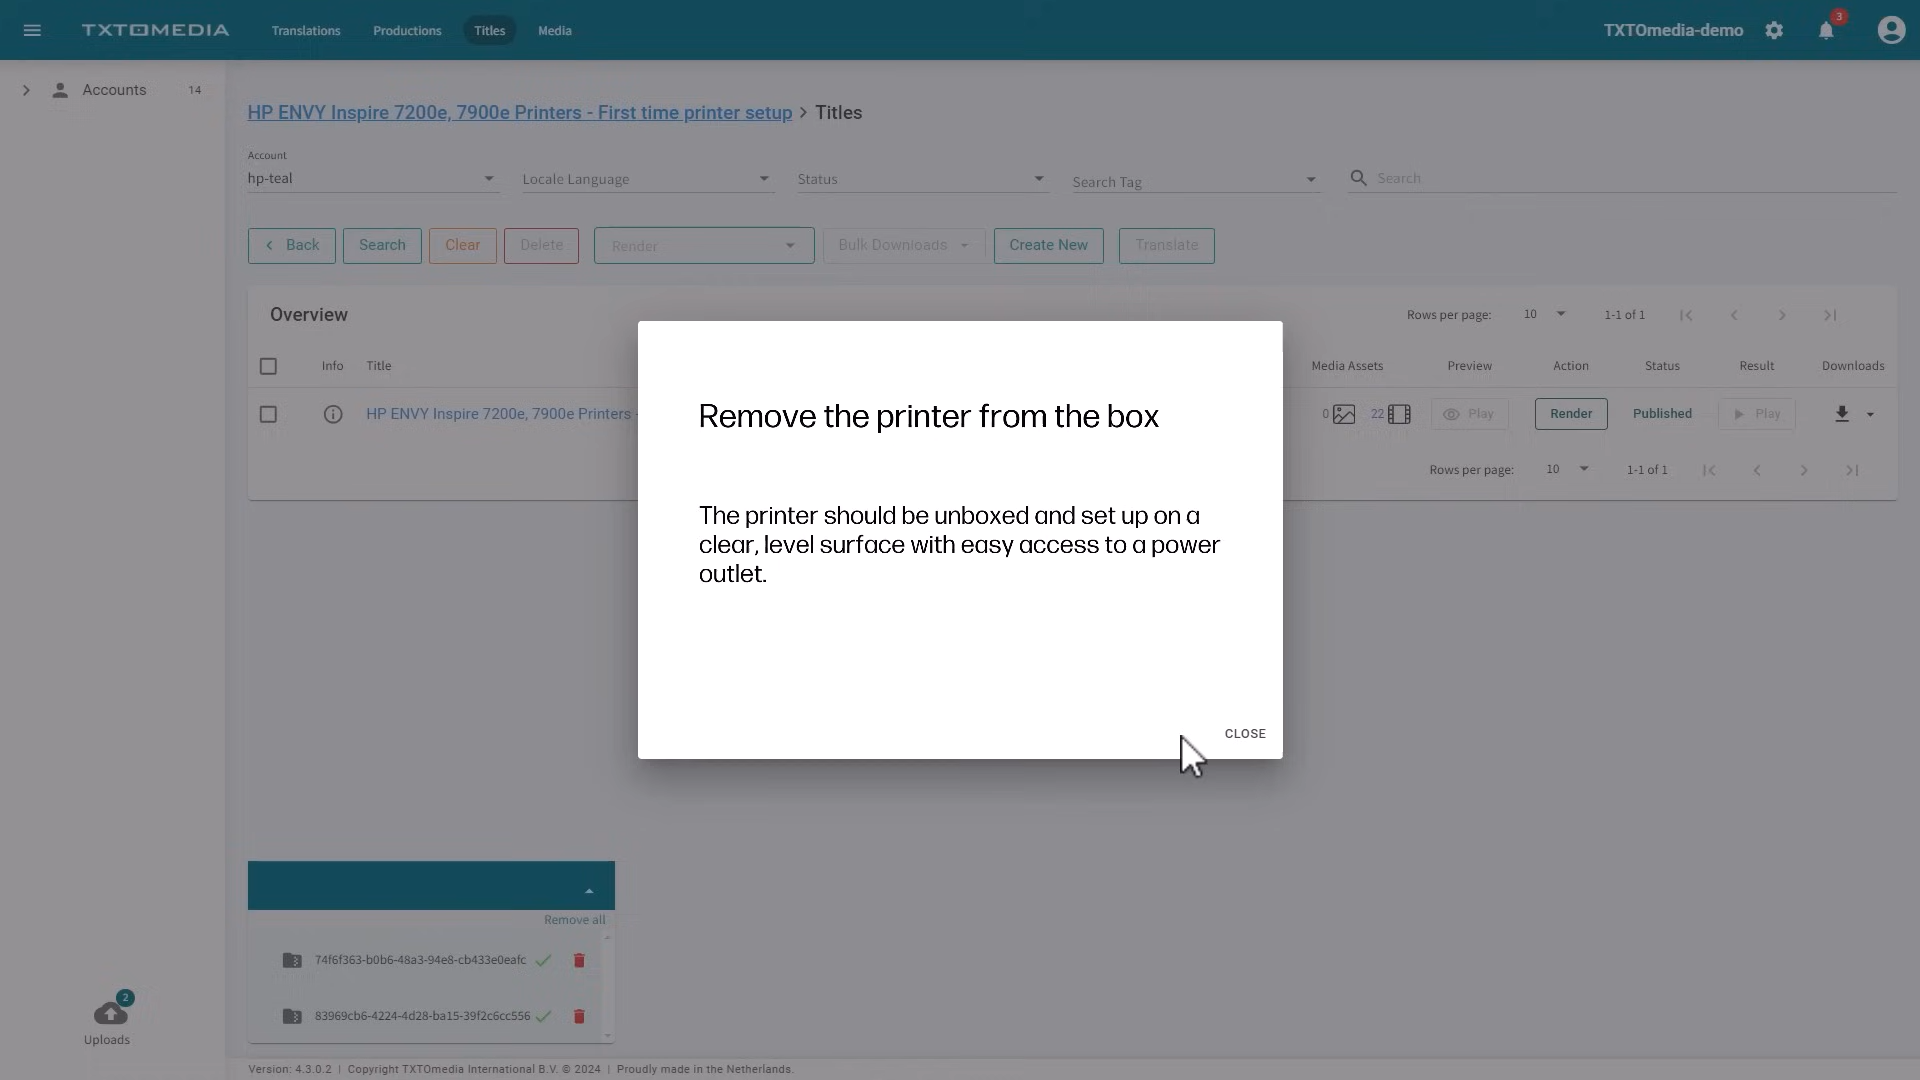 TXTOMEDIA Translations Productions Titles Media TXTOmedia-demo 3
Accounts 14
HP ENVY Inspire 7200e, 7900e Printers - First time printer setup > Titles
Account
hp-teal Locale Language Status Search Tag Search
Back Search Clear Delete Render Bulk Downloads Create New Translate
Overview Rows per page: 10 1-1 of 1
Info Title Media Assets Preview Action Status Result Downloads
HP ENVY Inspire 7200e, 7900e Printers - 0 22 Play Render Published Play
Rows per page: 10 1-1 of 1
Remove the printer from the box
The printer should be unboxed and set up on a
clear, level surface with easy access to a power
outlet.
CLOSE
Remove all
74f6f363-b0b6-48a3-94e8-cb433e0eafc
83969cb6-4224-4d28-ba15-39f2c6cc556
2
Uploads
Version: 4.3.0.2 | Copyright TXTOmedia International B.V. © 2024 | Proudly made in the Netherlands.